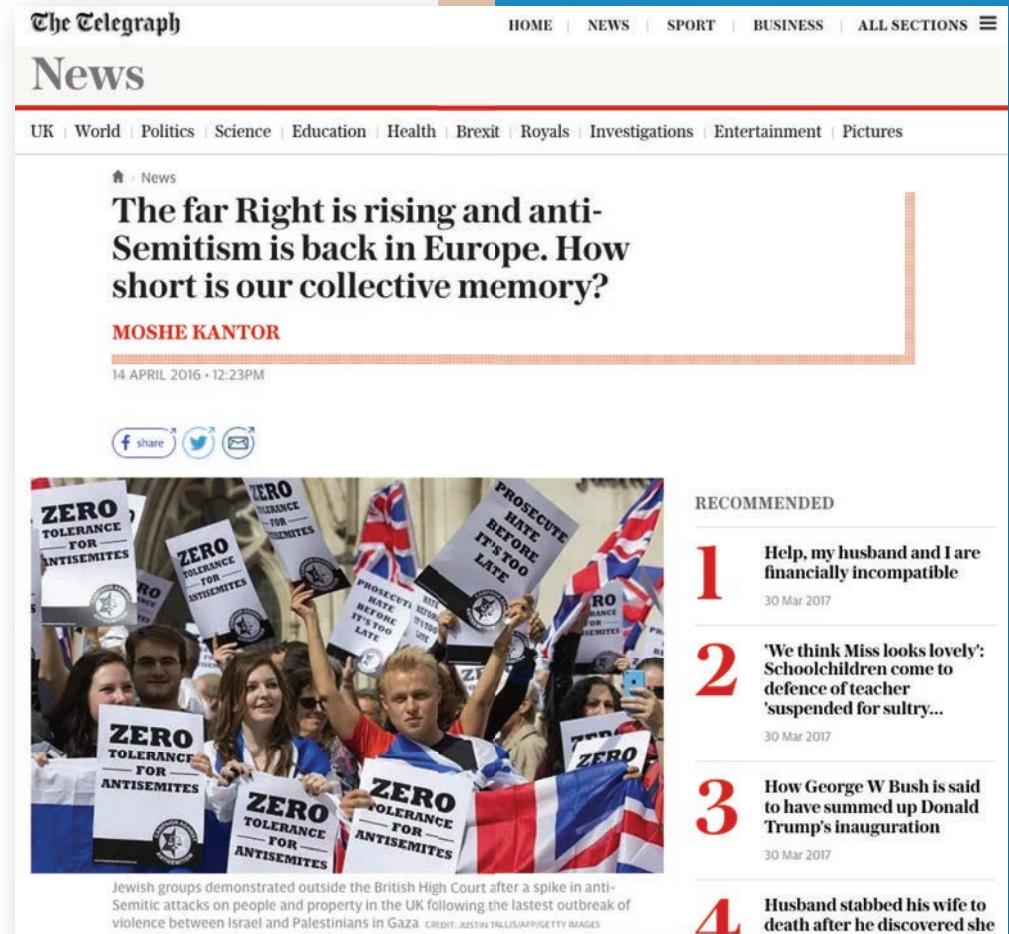 The Telegraph
HOME
NEWS
SPORT
BUSINESS
ALL SECTIONS
News
UK
World
Politics
Science
Education
Health
Brexit
Royals
Investigations
Entertainment
Pictures
News
The far Right is rising and anti-
Semitism is back in Europe. How
short is our collective memory?
MOSHE KANTOR
14 APRIL 2016 • 12:23PM
share
ZERO
TOLERANCE
FOR
ANTISEMITES
ZERO
TOLERANCE
FOR
ANTISEMITES
ZERO
FOR
PROSECUTE
HATE
BEFORE
IT'S TOO
LATE
PROSECUTE
HATE
BEFORE
IT'S TOO
LATE
ZERO
TOLERANCE
FOR
ANTISEMITES
ZERO
TOLERANCE
FOR
ANTISEMITES
ZERO
TOLERANCE
FOR
ANTISEMITES
ZERO
Jewish groups demonstrated outside the British High Court after a spike in anti-
Semitic attacks on people and property in the UK following the lastest outbreak of
violence between Israel and Palestinians in Gaza CREDIT: JUSTIN TALLIS/AFP/GETTY IMAGES
RECOMMENDED
1
Help, my husband and I are
financially incompatible
30 Mar 2017
2
'We think Miss looks lovely':
Schoolchildren come to
defence of teacher
'suspended for sultry...
30 Mar 2017
3
How George W Bush is said
to have summed up Donald
Trump's inauguration
30 Mar 2017
4
Husband stabbed his wife to
death after he discovered she